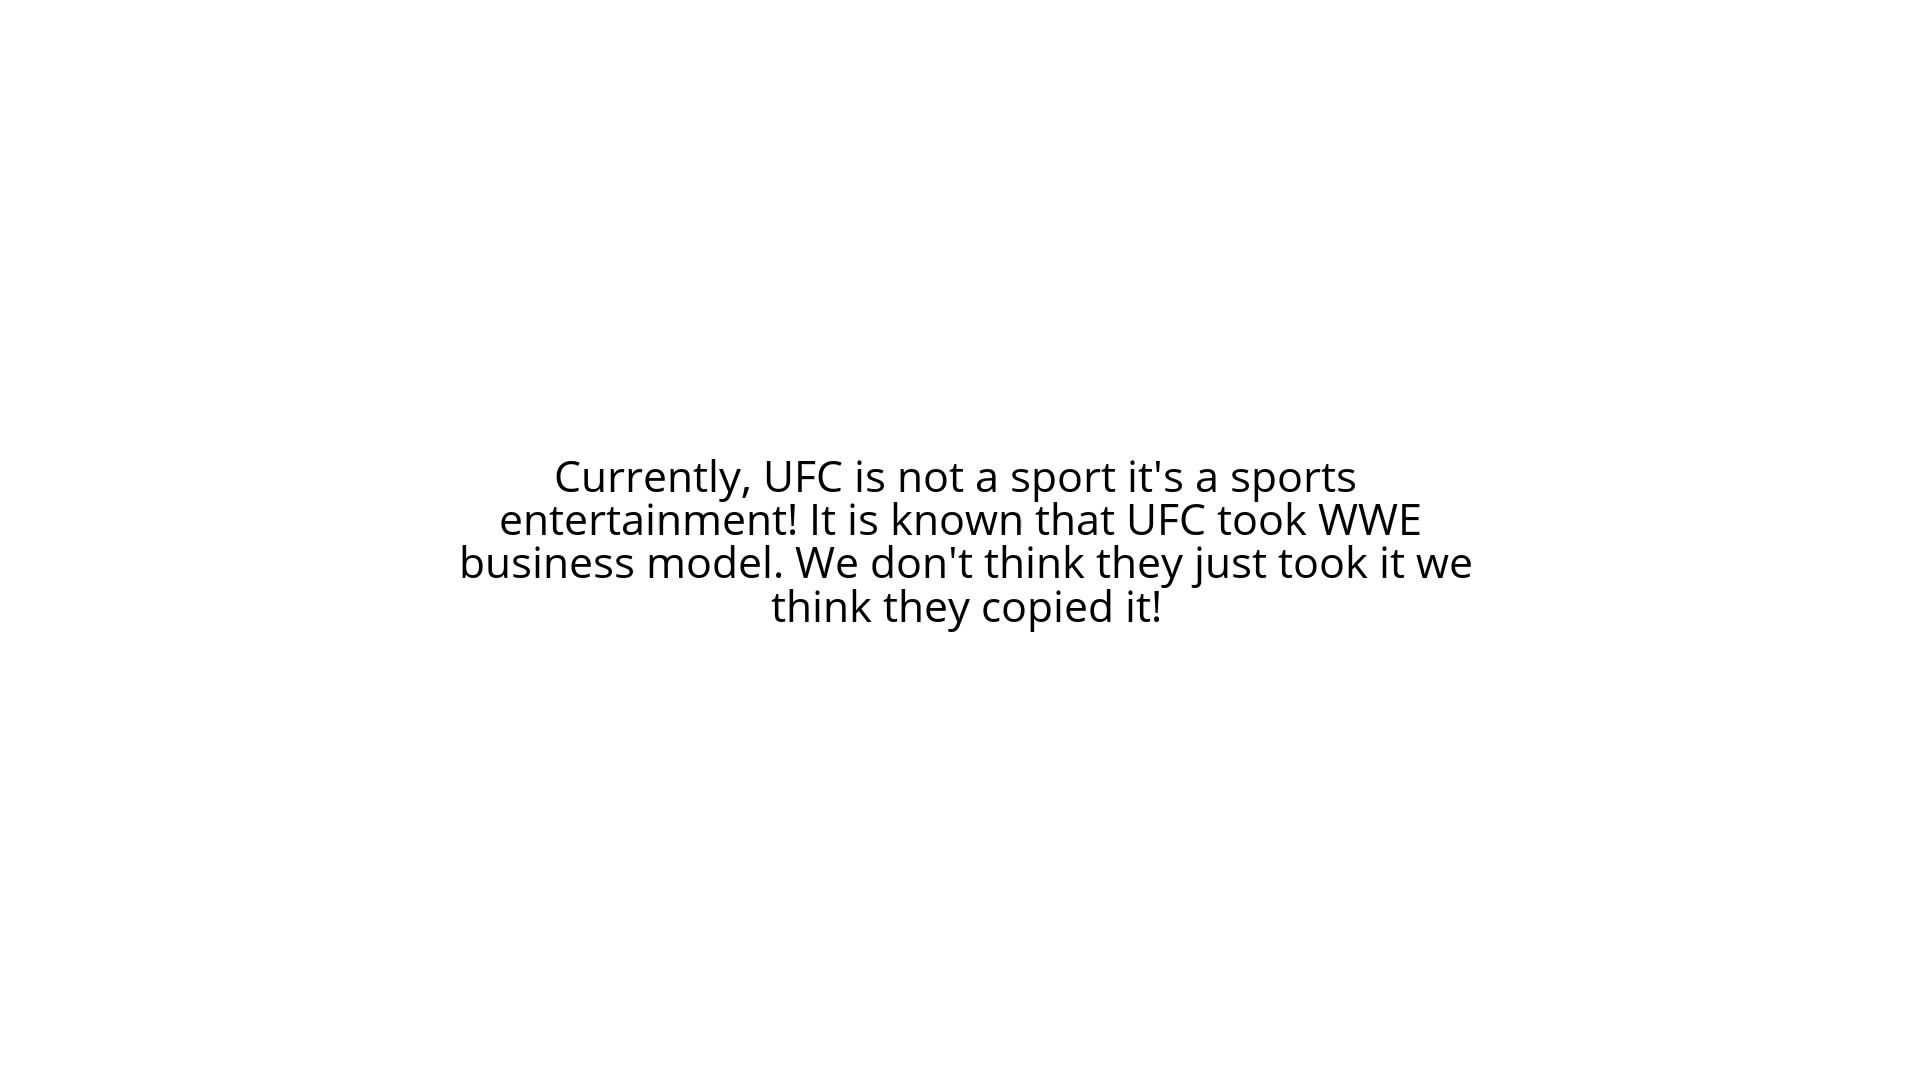 Currently, UFC is not a sport it's a sports
entertainment! It is known that UFC took WWE
business model. We don't think they just took it we
think they copied it!